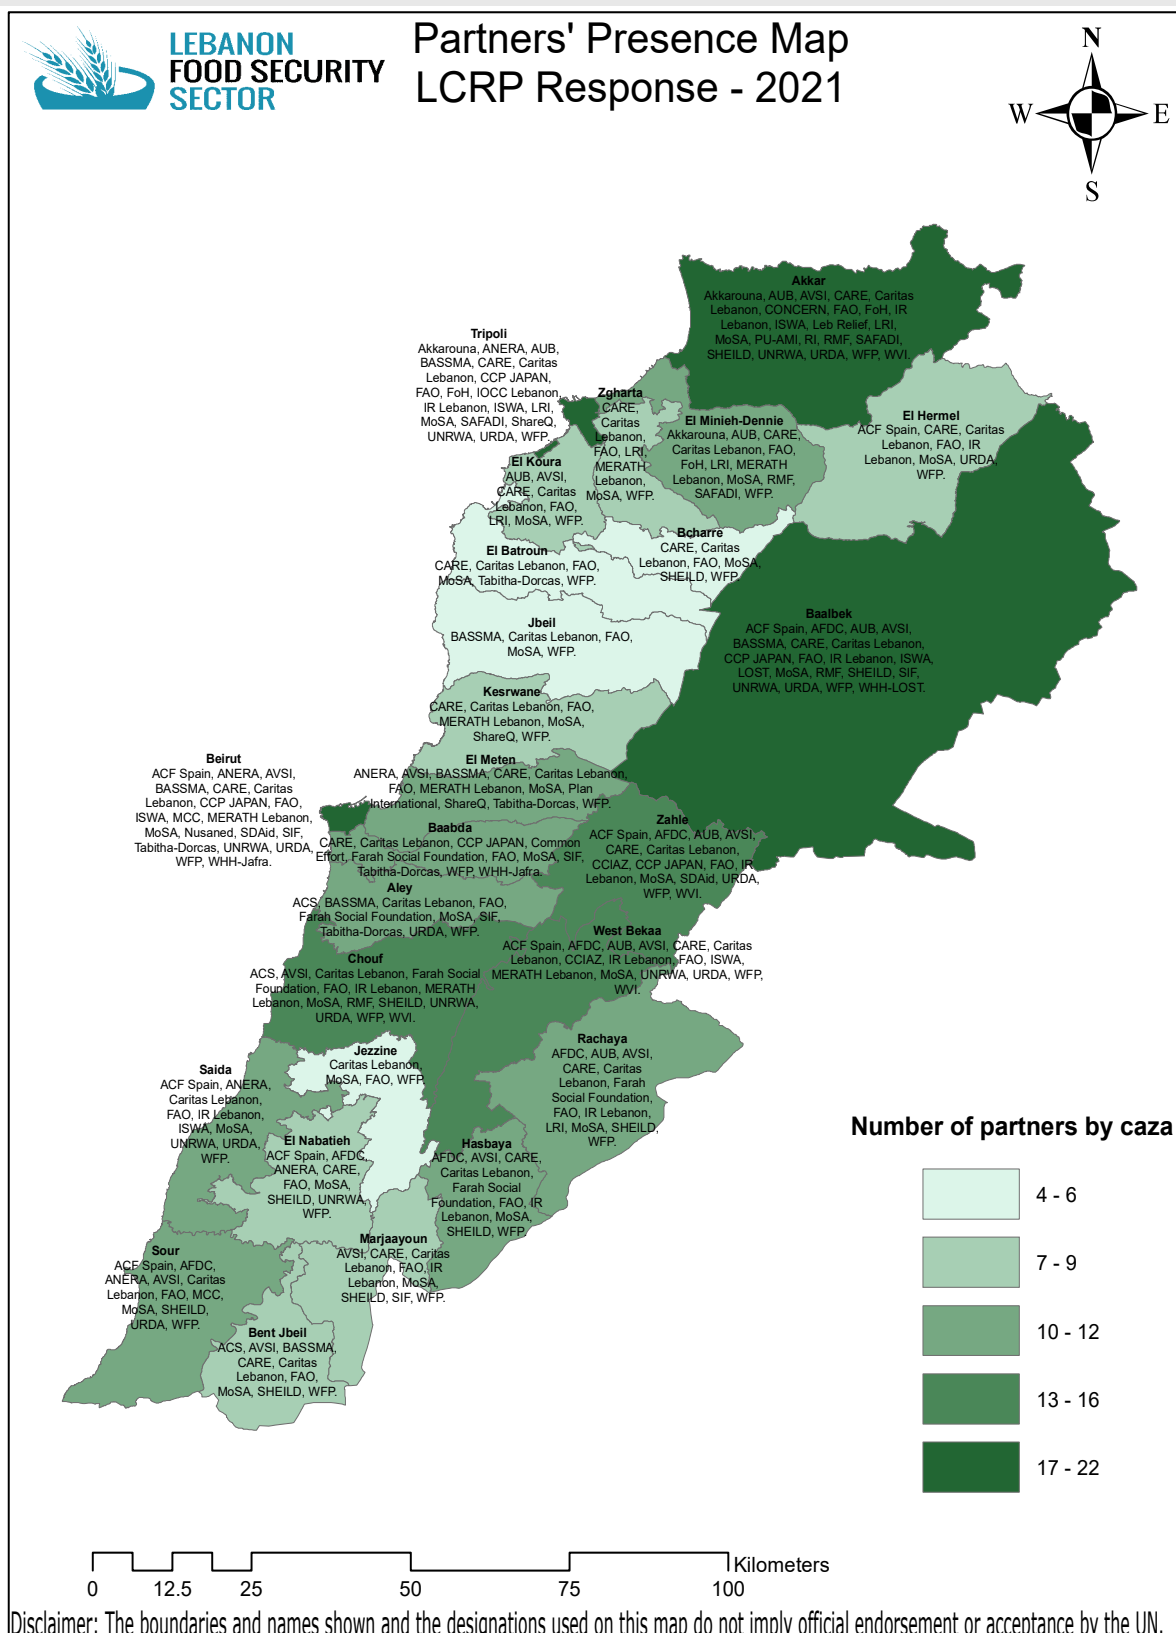 LEBANON
FOOD SECURITY
SECTOR
Partners' Presence Map
LCRP Response - 2021
N
W
E
S
Akkar
Akkarouna, AUB, AVSI, CARE, Caritas
Lebanon, CONCERN, FAO, FoH, IR
Lebanon, ISWA, Leb Relief, LRI,
MoSA, PU-AMI, RI, RMF, SAFADI,
SHEILD, UNRWA, URDA, WFP, WVI.
Tripoli
Akkarouna, ANERA, AUB,
BASSMA, CARE, Caritas
Lebanon, CCP JAPAN,
FAO, FoH, IOCC Lebanon,
IR Lebanon, ISWA, LRI,
MoSA, SAFADI, ShareQ,
UNRWA, URDA, WFP.
Zgharta
CARE,
Caritas
Lebanon,
FAO, LRI,
MERATH
Lebanon,
MoSA, WFP.
El Minieh-Dennie
Akkarouna, AUB, CARE,
Caritas Lebanon, FAO,
FoH, LRI, MERATH
Lebanon, MoSA, RMF,
SAFADI, WFP.
El Hermel
ACF Spain, CARE, Caritas
Lebanon, FAO, IR
Lebanon, MoSA, URDA,
WFP.
El Koura
AUB, AVSI,
CARE, Caritas
Lebanon, FAO,
LRI, MoSA, WFP.
Bcharre
CARE, Caritas
Lebanon, FAO, MoSA,
SHEILD, WFP.
El Batroun
CARE, Caritas Lebanon, FAO,
MoSA, Tabitha-Dorcas, WFP.
Baalbek
ACF Spain, AFDC, AUB, AVSI,
BASSMA, CARE, Caritas Lebanon,
CCP JAPAN, FAO, IR Lebanon, ISWA,
LOST, MoSA, RMF, SHEILD, SIF,
UNRWA, URDA, WFP, WHH-LOST.
Jbeil
BASSMA, Caritas Lebanon, FAO,
MoSA, WFP.
Kesrwane
CARE, Caritas Lebanon, FAO,
MERATH Lebanon, MoSA,
ShareQ, WFP.
El Meten
ANERA, AVSI, BASSMA, CARE, Caritas Lebanon,
FAO, MERATH Lebanon, MoSA, Plan
International, ShareQ, Tabitha-Dorcas, WFP.
Beirut
ACF Spain, ANERA, AVSI,
BASSMA, CARE, Caritas
Lebanon, CCP JAPAN, FAO,
ISWA, MCC, MERATH Lebanon,
MoSA, Nusaned, SDAid, SIF,
Tabitha-Dorcas, UNRWA, URDA,
WFP, WHH-Jafra.
Baabda
CARE, Caritas Lebanon, CCP JAPAN, Common
Effort, Farah Social Foundation, FAO, MoSA, SIF,
Tabitha-Dorcas, WFP, WHH-Jafra.
Zahle
ACF Spain, AFDC, AUB, AVSI,
CARE, Caritas Lebanon,
CCIAZ, CCP JAPAN, FAO, IR
Lebanon, MoSA, SDAid, URDA,
WFP, WVI.
Aley
ACS, BASSMA, Caritas Lebanon, FAO,
Farah Social Foundation, MoSA, SIF,
Tabitha-Dorcas, URDA, WFP.
West Bekaa
ACF Spain, AFDC, AUB, AVSI, CARE, Caritas
Lebanon, CCIAZ, IR Lebanon, FAO, ISWA,
MERATH Lebanon, MoSA, UNRWA, URDA, WFP,
WVI.
Chouf
ACS, AVSI, Caritas Lebanon, Farah Social
Foundation, FAO, IR Lebanon, MERATH
Lebanon, MoSA, RMF, SHEILD, UNRWA,
URDA, WFP, WVI.
Rachaya
AFDC, AUB, AVSI,
CARE, Caritas
Lebanon, Farah
Social Foundation,
FAO, IR Lebanon,
LRI, MoSA, SHEILD,
WFP.
Jezzine
Caritas Lebanon,
MoSA, FAO, WFP.
Saida
ACF Spain, ANERA,
Caritas Lebanon,
FAO, IR Lebanon,
ISWA, MoSA,
UNRWA, URDA,
WFP.
El Nabatieh
ACF Spain, AFDC,
ANERA, CARE,
FAO, MoSA,
SHEILD, UNRWA,
WFP.
Hasbaya
AFDC, AVSI, CARE,
Caritas Lebanon,
Farah Social
Foundation, FAO, IR
Lebanon, MoSA,
SHEILD, WFP.
Marjaayoun
AVSI, CARE, Caritas
Lebanon, FAO, IR
Lebanon, MoSA,
SHEILD, SIF, WFP.
Sour
ACF Spain, AFDC,
ANERA, AVSI, Caritas
Lebanon, FAO, MCC,
MoSA, SHEILD,
URDA, WFP.
Bent Jbeil
ACS, AVSI, BASSMA,
CARE, Caritas
Lebanon, FAO,
MoSA, SHEILD, WFP.
Number of partners by caza
4 - 6
7 - 9
10 - 12
13 - 16
17 - 22
Kilometers
0 12.5 25 50 75 100
Disclaimer: The boundaries and names shown and the designations used on this map do not imply official endorsement or acceptance by the UN.